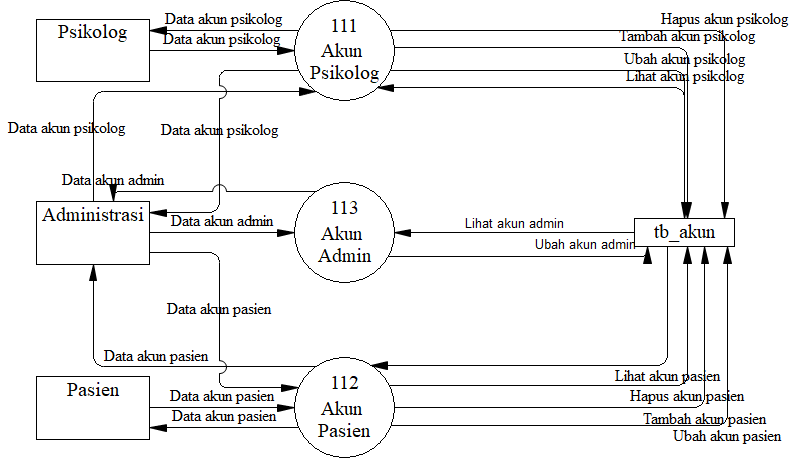 Data akun psikolog
Hapus akun psikolog
Psikolog
111
Akun
Psikolog
Data akun psikolog
Tambah akun psikolog
Ubah akun psikolog
Lihat akun psikolog
Data akun psikolog
Data akun psikolog
Data akun admin
Administrasi
Data akun admin
113
Akun
Admin
Lihat akun admin
Ubah akun admin
tb_akun
Data akun pasien
Data akun pasien
Pasien
112
Akun
Pasien
Data akun pasien
Data akun pasien
Lihat akun pasien
Hapus akun pasien
Tambah akun pasien
Ubah akun pasien